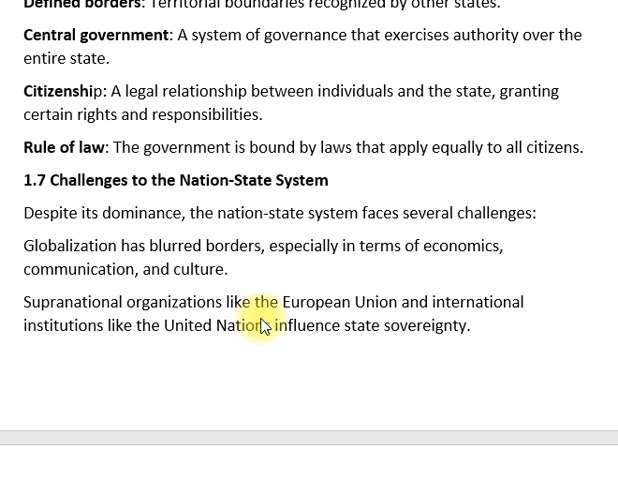 Defined borders: Territorial boundaries recognized by other states.
Central government: A system of governance that exercises authority over the
entire state.
Citizenship: A legal relationship between individuals and the state, granting
certain rights and responsibilities.
Rule of law: The government is bound by laws that apply equally to all citizens.
1.7 Challenges to the Nation-State System
Despite its dominance, the nation-state system faces several challenges:
Globalization has blurred borders, especially in terms of economics,
communication, and culture.
Supranational organizations like the European Union and international
institutions like the United Nations influence state sovereignty.